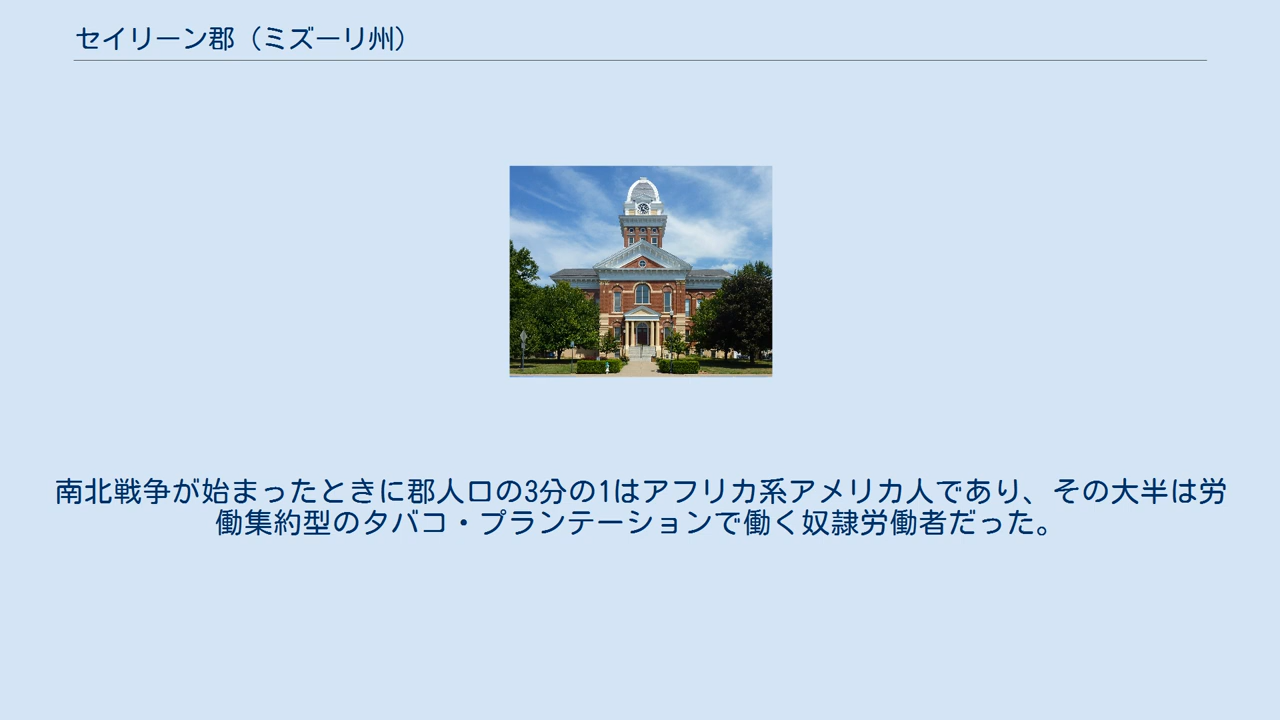 セイリーン郡（ミズーリ州）
南北戦争が始まったときに郡人口の3分の1はアフリカ系アメリカ人であり、その大半は労
働集約型のタバコ・プランテーションで働く奴隷労働者だった。